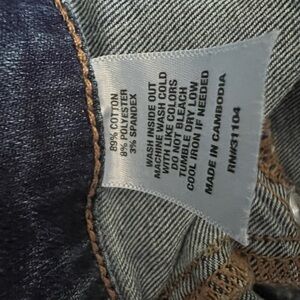 89% COTTON
8% POLYESTER
3% SPANDEX
WASH INSIDE OUT
MACHINE WASH COLD
WITH LIKE COLORS
DO NOT BLEACH
TUMBLE DRY LOW
COOL IRON IF NEEDED
MADE IN CAMBODIA
RN#31104